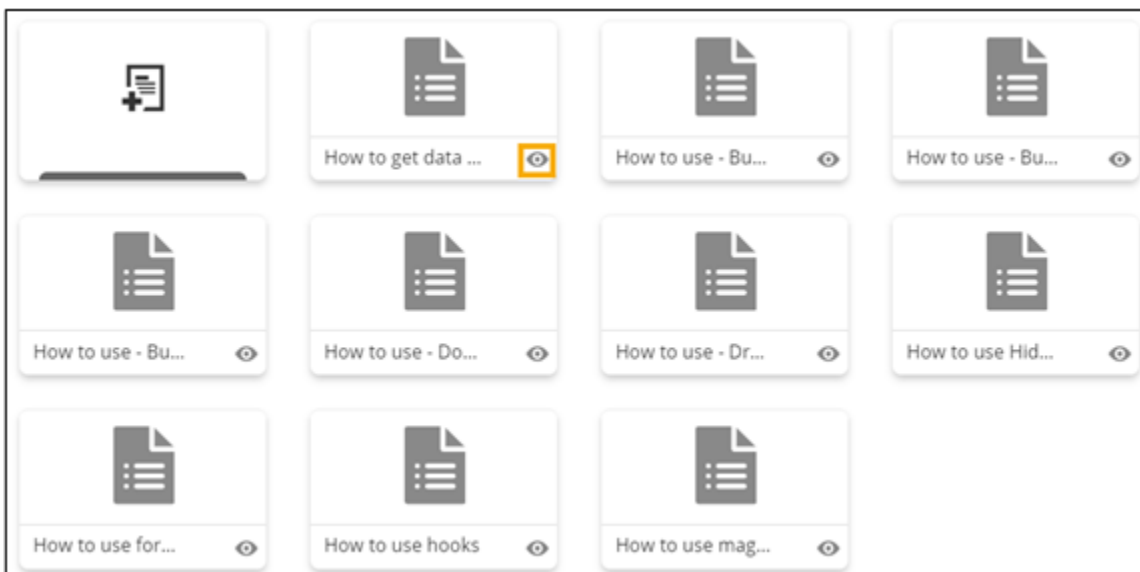 How to get data ...
How to use - Bu...
How to use - Bu...
How to use - Bu...
How to use - Do...
How to use - Dr...
How to use Hid...
How to use for...
How to use hooks
How to use mag...